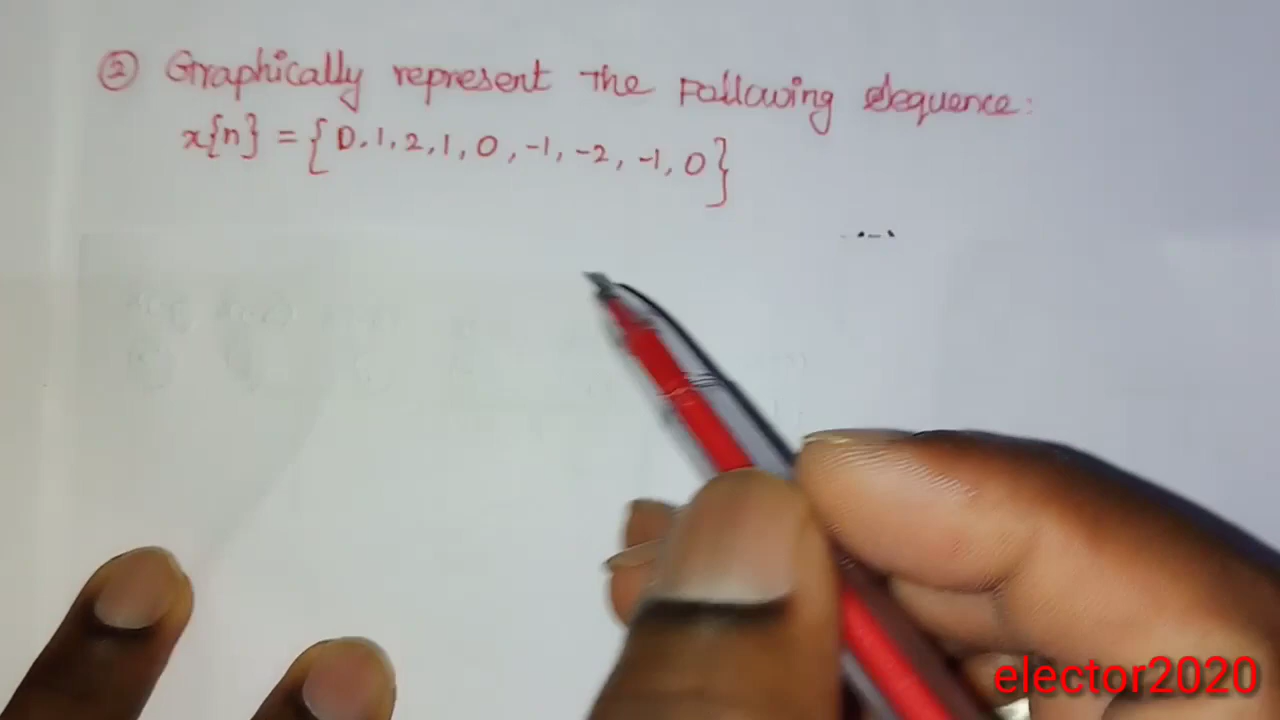 ② Graphically represent the Following Sequence:
x{n} = {0, 1, 2, 1, 0, -1, -2, -1, 0}
elector2020